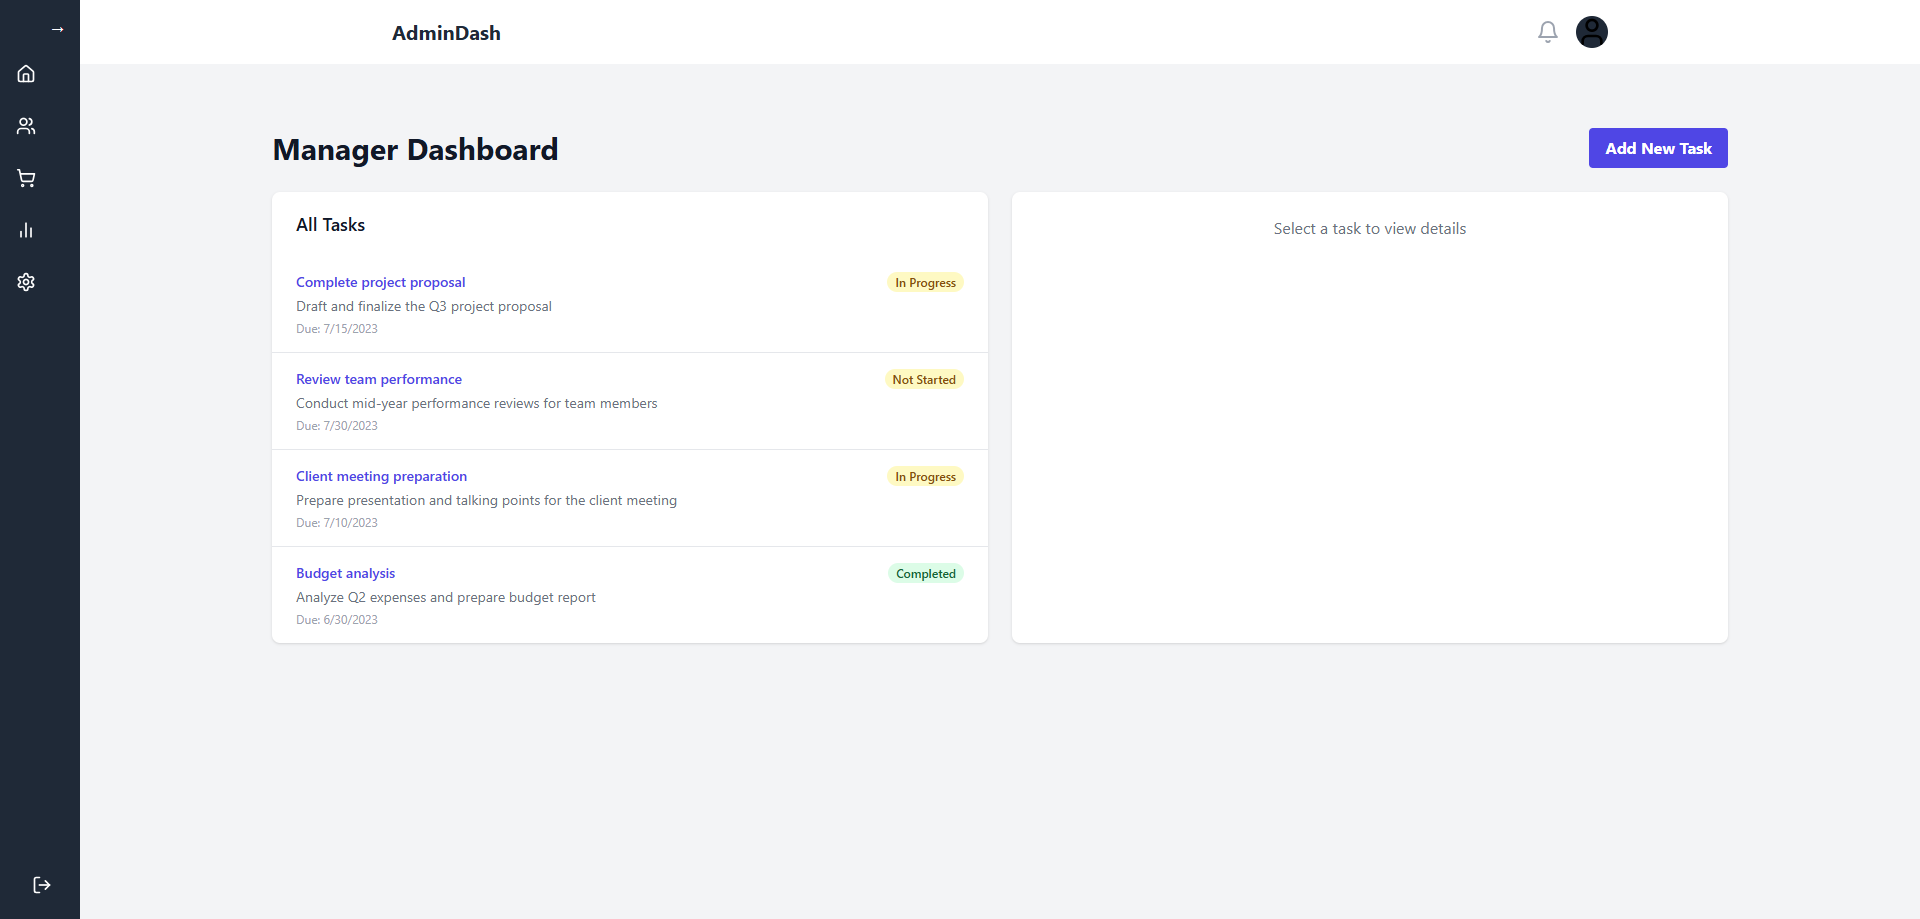 →
AdminDash
Manager Dashboard
Add New Task
All Tasks
Complete project proposal
In Progress
Draft and finalize the Q3 project proposal
Due: 7/15/2023
Review team performance
Not Started
Conduct mid-year performance reviews for team members
Due: 7/30/2023
Client meeting preparation
In Progress
Prepare presentation and talking points for the client meeting
Due: 7/10/2023
Budget analysis
Completed
Analyze Q2 expenses and prepare budget report
Due: 6/30/2023
Select a task to view details